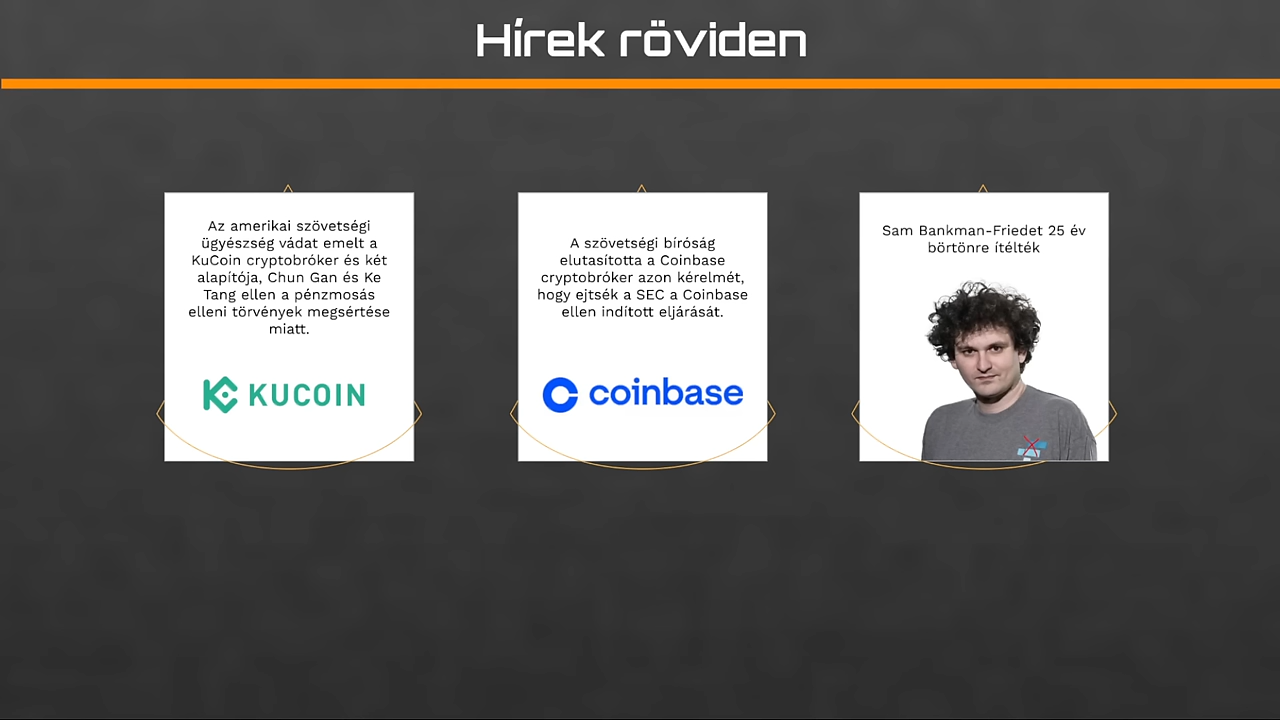 Hírek röviden
Az amerikai szövetségi
ügyészség vádat emelt a
KuCoin cryptobróker és két
alapítója, Chun Gan és Ke
Tang ellen a pénzmosás
elleni törvények megsértése
miatt.
KUCOIN
A szövetségi bíróság
elutasította a Coinbase
cryptobróker azon kérelmét,
hogy ejtsék a SEC a Coinbase
ellen indított eljárását.
coinbase
Sam Bankman-Friedet 25 év
börtönre ítélték